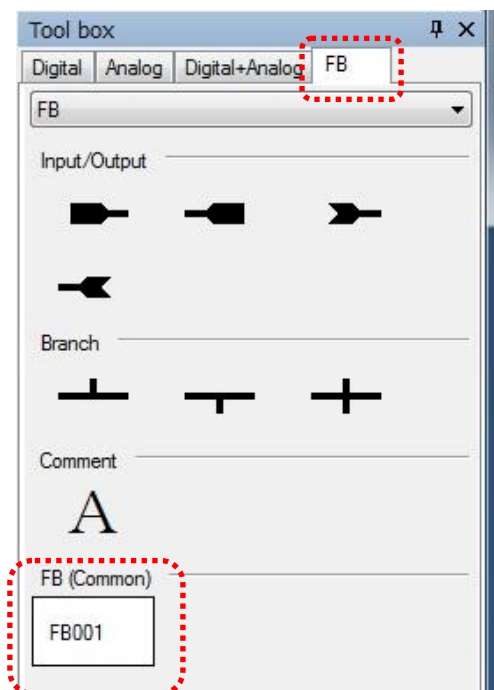 Tool box
Digital Analog Digital+Analog FB
FB
Input/Output
Branch
Comment
A
FB (Common)
FB001